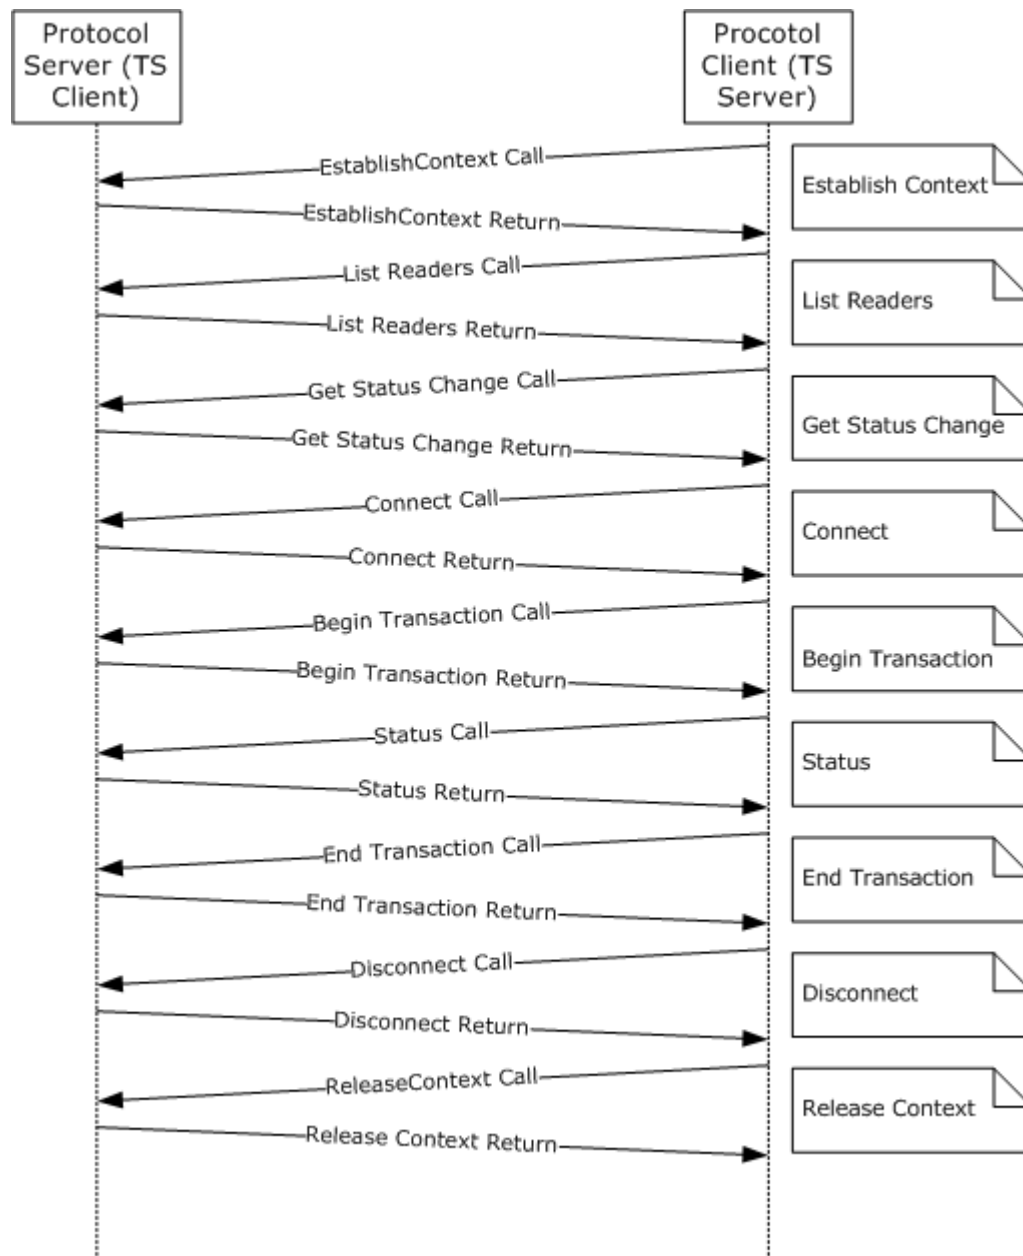 Protocol
Server (TS
Client)
Procotol
Client (TS
Server)
EstablishContext Call
Establish Context
EstablishContext Return
List Readers Call
List Readers
List Readers Return
Get Status Change Call
Get Status Change
Get Status Change Return
Connect Call
Connect
Connect Return
Begin Transaction Call
Begin Transaction
Begin Transaction Return
Status Call
Status
Status Return
End Transaction Call
End Transaction
End Transaction Return
Disconnect Call
Disconnect
Disconnect Return
ReleaseContext Call
Release Context
Release Context Return